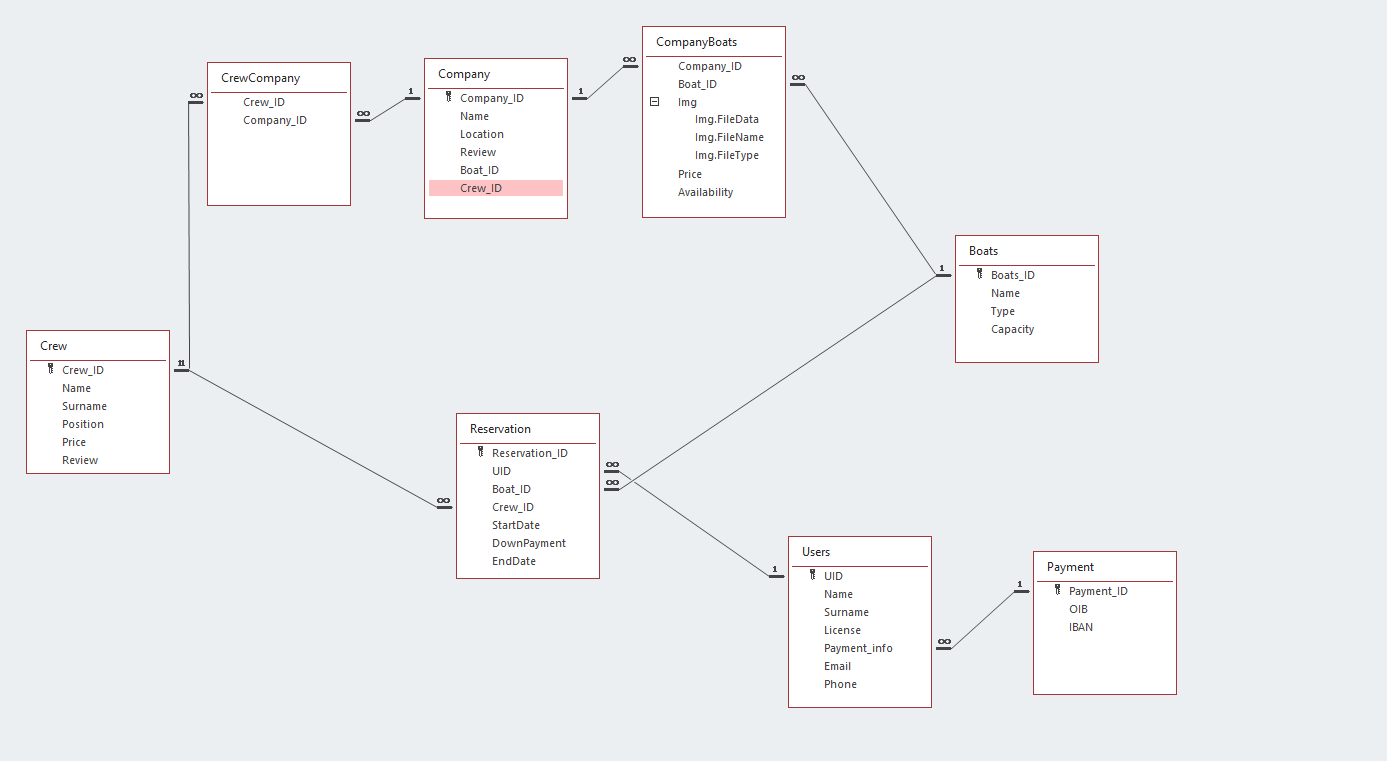 CrewCompany
Crew_ID
Company_ID
∞
∞
Company
Company_ID
Name
Location
Review
Boat_ID
Crew_ID
1
1
CompanyBoats
Company_ID
Boat_ID
Img
Img.FileData
Img.FileName
Img.FileType
Price
Availability
∞
∞
Boats
Boats_ID
Name
Type
Capacity
1
Crew
Crew_ID
Name
Surname
Position
Price
Review
11
Reservation
Reservation_ID
UID
Boat_ID
Crew_ID
StartDate
DownPayment
EndDate
∞
∞
∞
Users
UID
Name
Surname
License
Payment_info
Email
Phone
1
∞
Payment
Payment_ID
OIB
IBAN
1